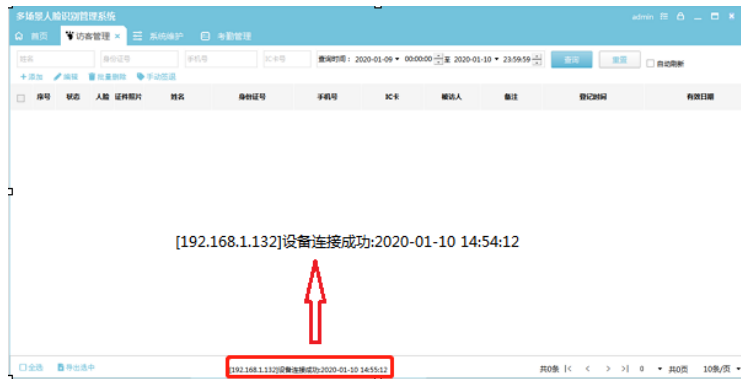 多场景人脸识别管理系统 admin
首页 访客管理 × 系统维护 考勤管理
姓名 身份证号 手机号 IC卡号 查询时间: 2020-01-09 00:00:00 至 2020-01-10 23:59:59 查询 重置 自动刷新
+添加 编辑 批量删除 手动签退
序号 状态 人脸 证件照片 姓名 身份证号 手机号 IC卡 被访人 备注 登记时间 有效日期
[192.168.1.132]设备连接成功:2020-01-10 14:54:12
全选 导出选中 [192.168.1.132]设备连接成功:2020-01-10 14:55:12 共0条 |< < > >| 0 共0页 10条/页